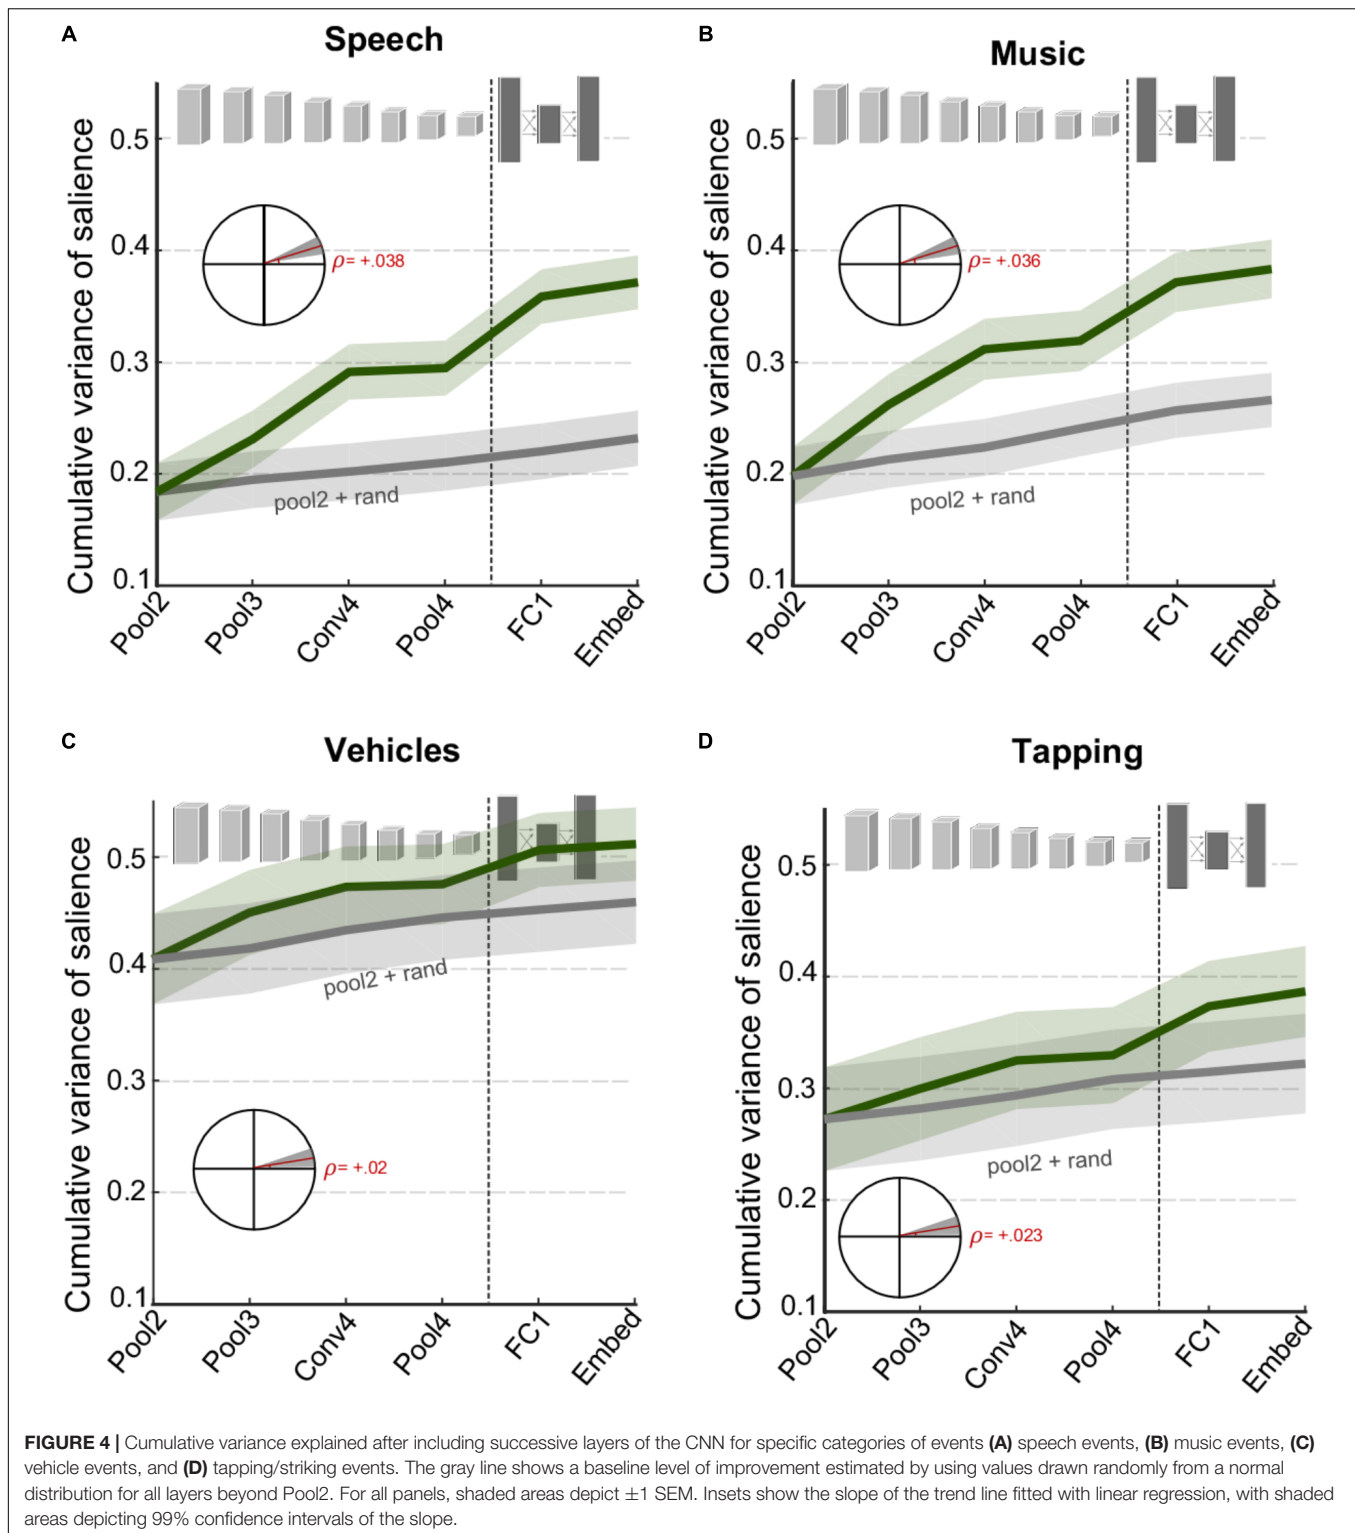 A
Speech
Cumulative variance of salience
0.5
0.4
0.3
0.2
0.1
ρ= +.038
pool2 + rand
Pool2
Pool3
Conv4
Pool4
FC1
Embed
B
Music
Cumulative variance of salience
0.5
0.4
0.3
0.2
0.1
ρ= +.036
pool2 + rand
Pool2
Pool3
Conv4
Pool4
FC1
Embed
C
Vehicles
Cumulative variance of salience
0.5
0.4
0.3
0.2
0.1
pool2 + rand
ρ= +.02
Pool2
Pool3
Conv4
Pool4
FC1
Embed
D
Tapping
Cumulative variance of salience
0.5
0.4
0.3
0.2
0.1
pool2 + rand
ρ= +.023
Pool2
Pool3
Conv4
Pool4
FC1
Embed
FIGURE 4 | Cumulative variance explained after including successive layers of the CNN for specific categories of events (A) speech events, (B) music events, (C)
vehicle events, and (D) tapping/striking events. The gray line shows a baseline level of improvement estimated by using values drawn randomly from a normal
distribution for all layers beyond Pool2. For all panels, shaded areas depict ±1 SEM. Insets show the slope of the trend line fitted with linear regression, with shaded
areas depicting 99% confidence intervals of the slope.